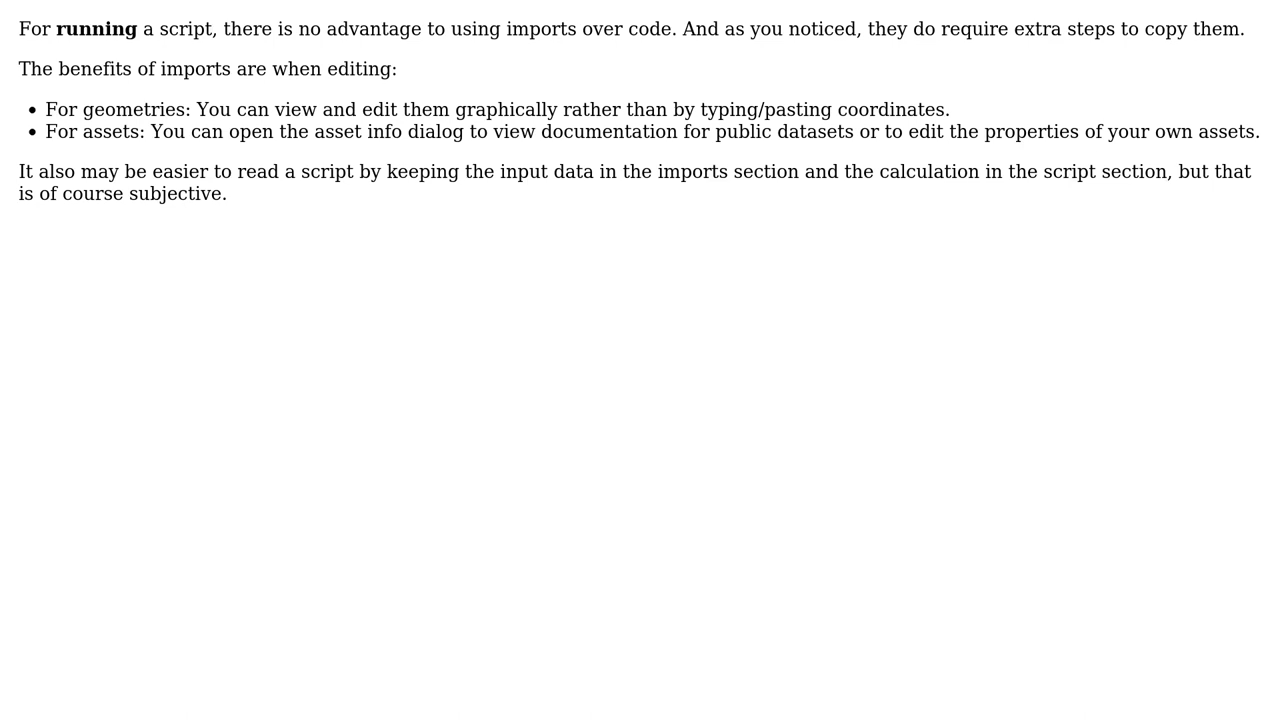 For running a script, there is no advantage to using imports over code. And as you noticed, they do require extra steps to copy them.
The benefits of imports are when editing:
• For geometries: You can view and edit them graphically rather than by typing/pasting coordinates.
• For assets: You can open the asset info dialog to view documentation for public datasets or to edit the properties of your own assets.
It also may be easier to read a script by keeping the input data in the imports section and the calculation in the script section, but that
is of course subjective.